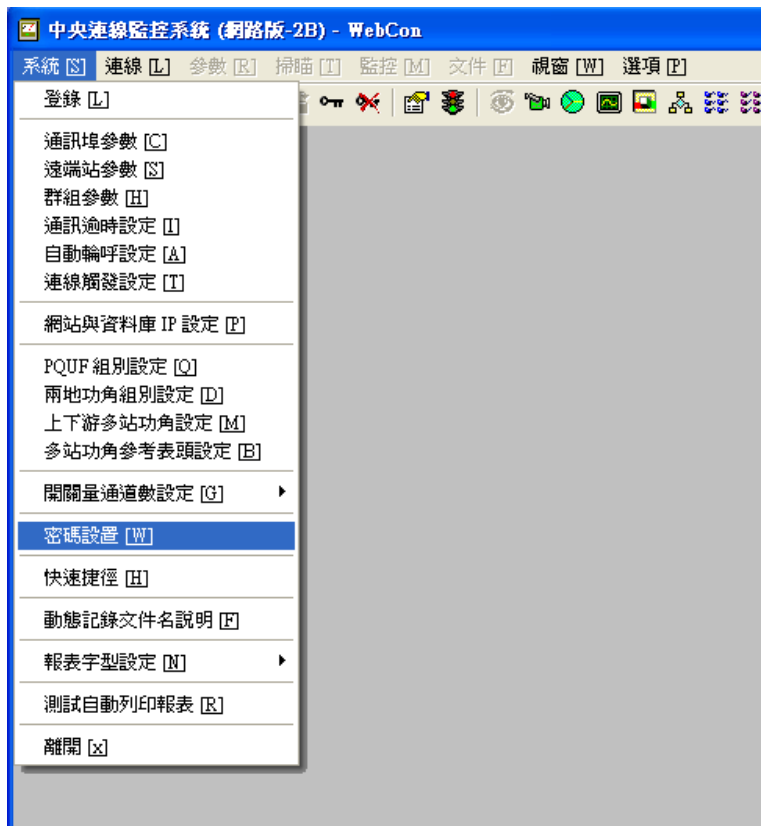 中央連線監控系統 (網路版-2B) - WebCon
系統 [S] 連線 [L] 參數 [R] 掃瞄 [T] 監控 [M] 文件 [F] 視窗 [W] 選項 [P]
登錄 [L]
通訊埠參數 [C]
遠端站參數 [S]
群組參數 [H]
通訊逾時設定 [I]
自動輪呼設定 [A]
連線觸發設定 [T]
網站與資料庫 IP 設定 [P]
PQUF 組別設定 [Q]
兩地功角組別設定 [D]
上下游多站功角設定 [M]
多站功角參考表頭設定 [B]
開關量通道數設定 [G]
密碼設置 [W]
快速捷徑 [H]
動態記錄文件名說明 [F]
報表字型設定 [N]
測試自動列印報表 [R]
離開 [x]